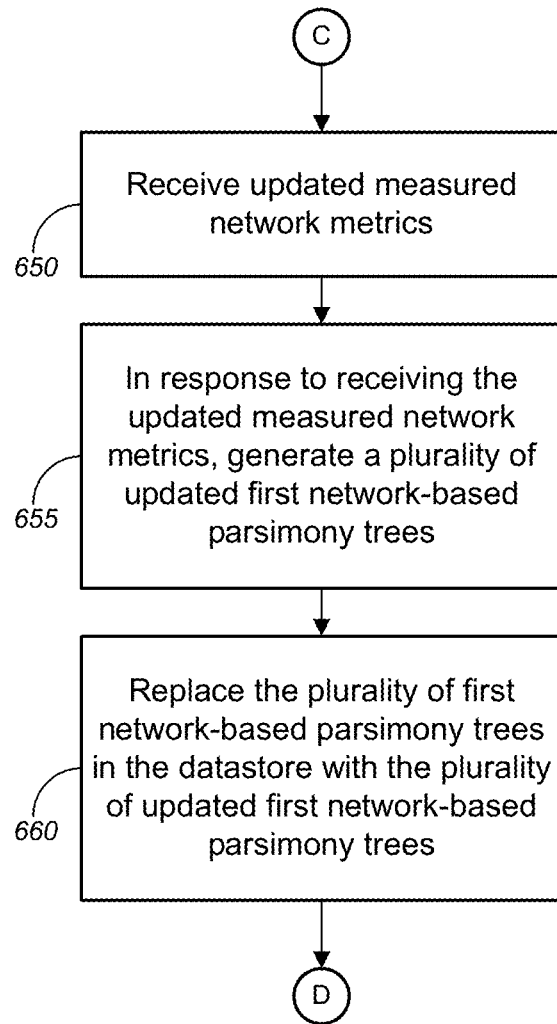 C
Receive updated measured
network metrics
650
In response to receiving the
updated measured network
metrics, generate a plurality of
updated first network-based
parsimony trees
655
Replace the plurality of first
network-based parsimony trees
in the datastore with the plurality
of updated first network-based
parsimony trees
660
D